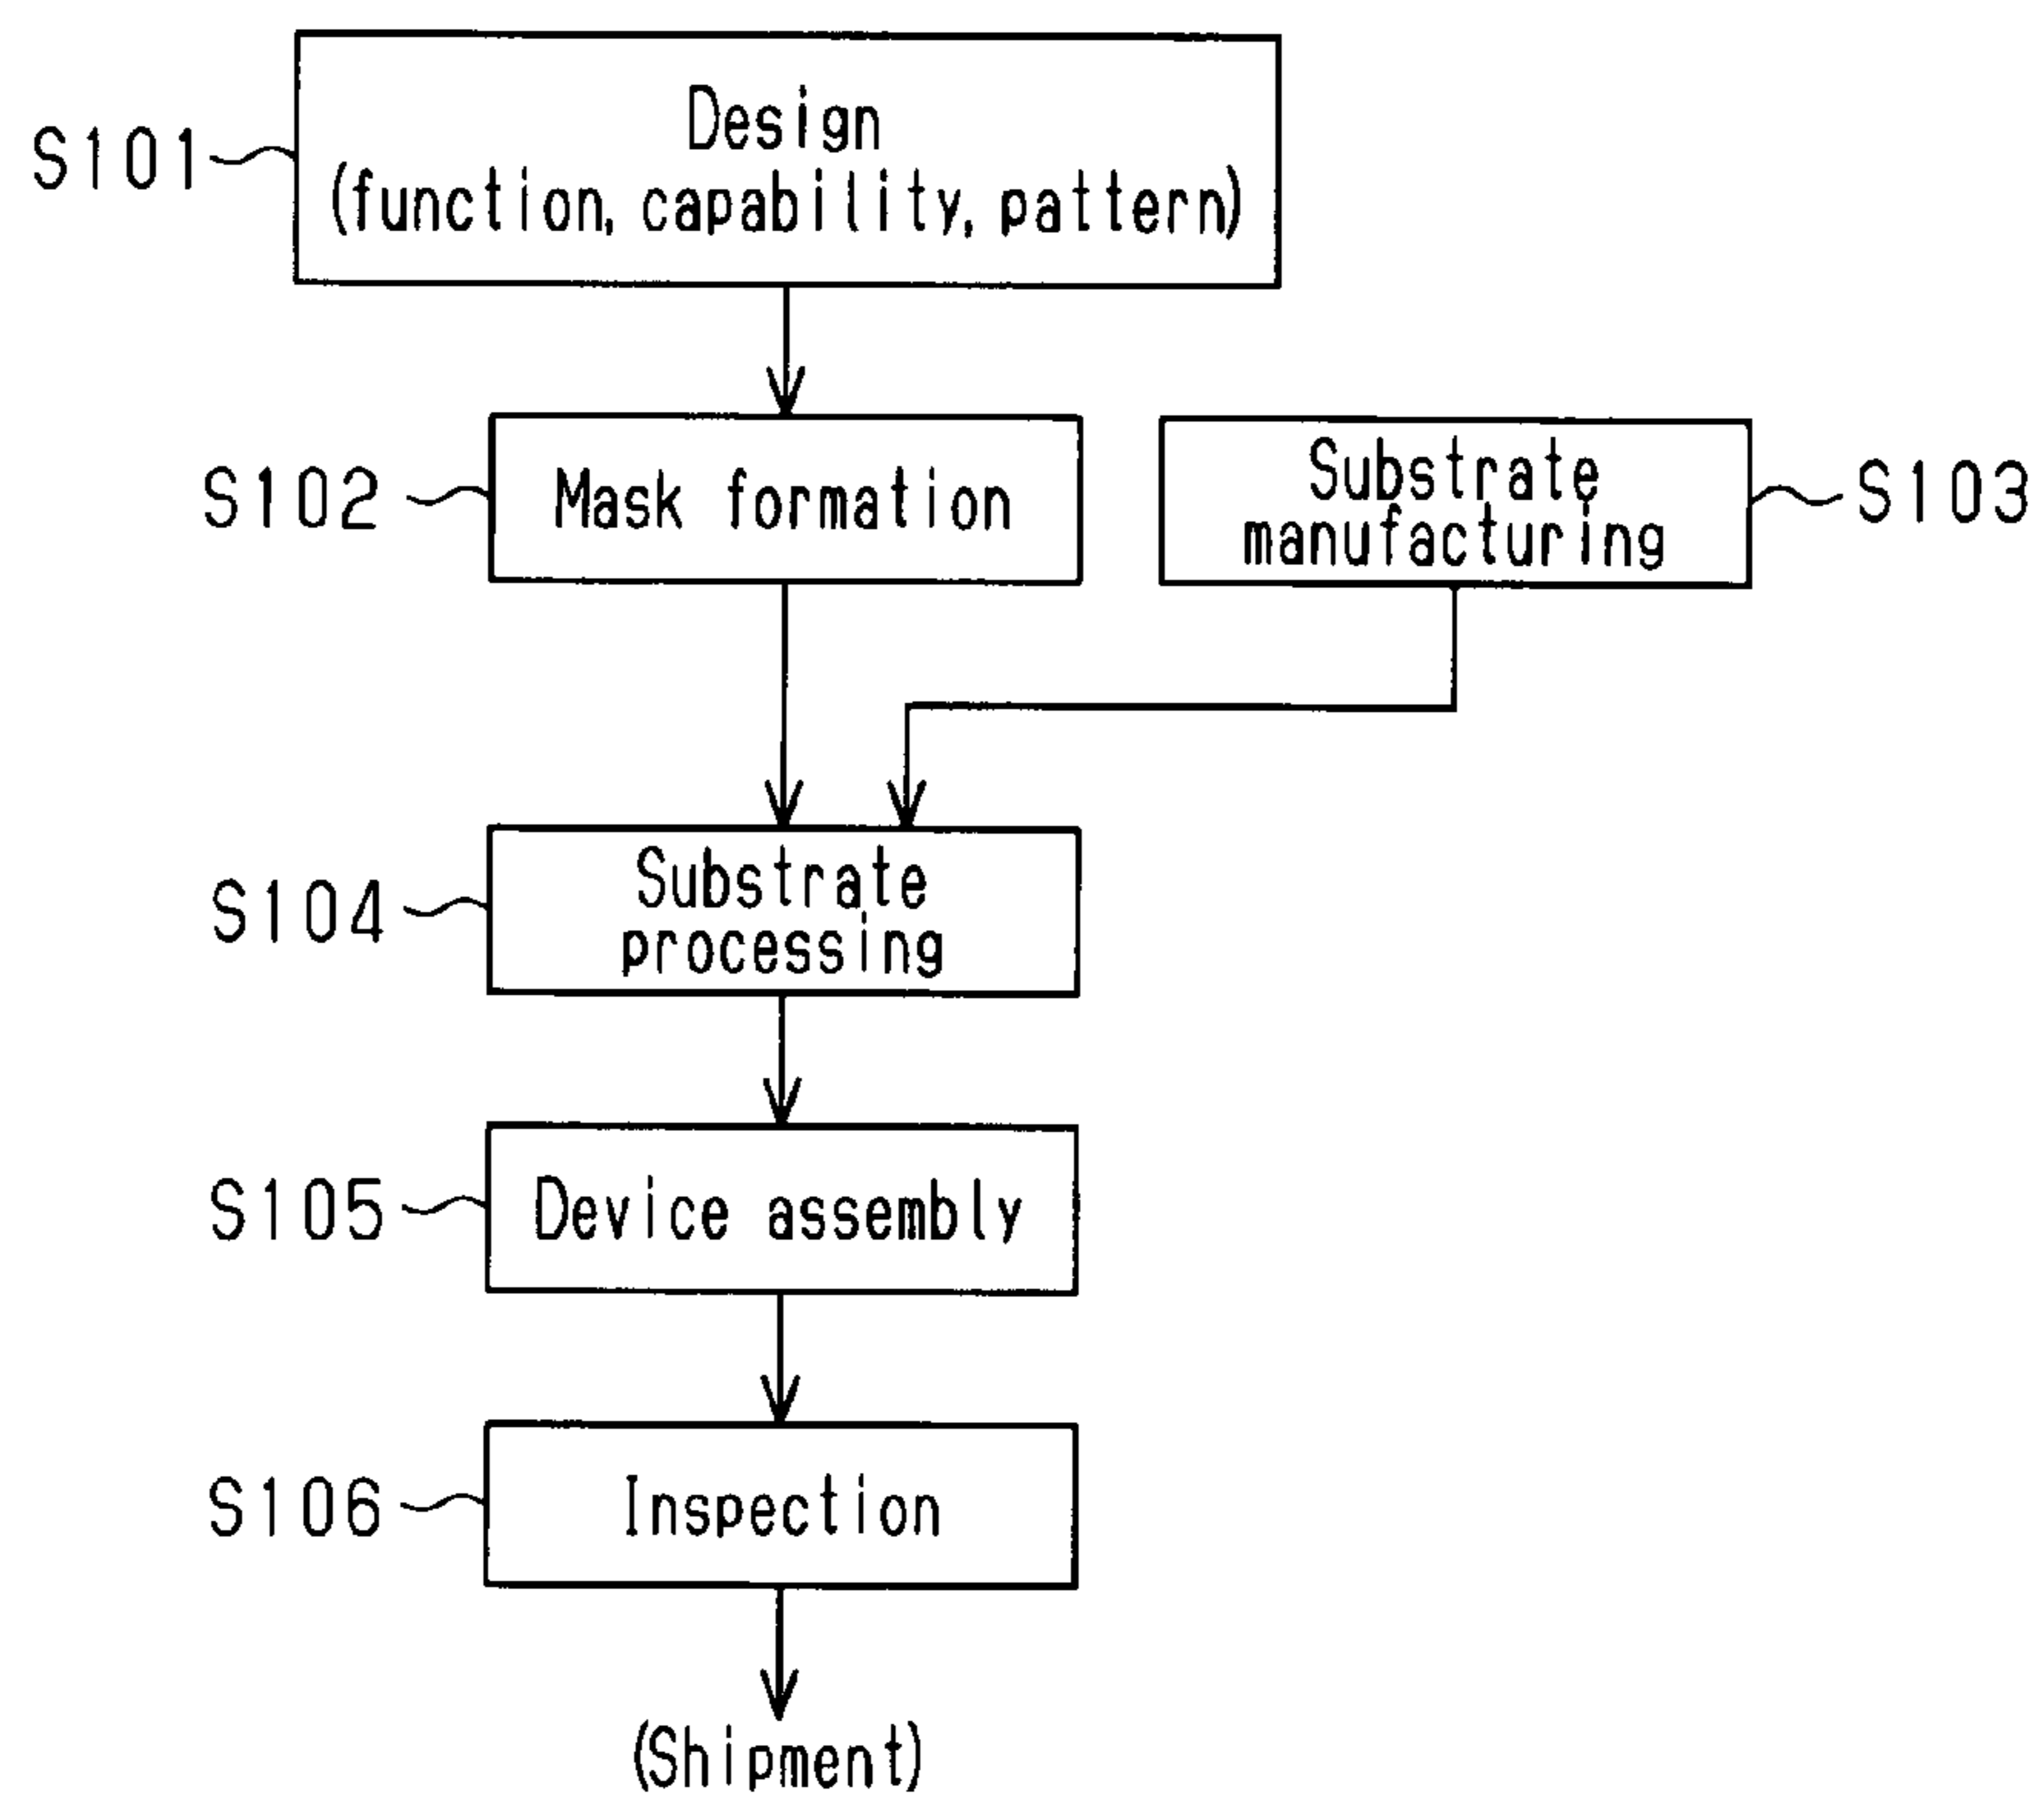 S101
Design
(function, capability, pattern)
S102
Mask formation
Substrate
manufacturing
S103
S104
Substrate
processing
S105
Device assembly
S106
Inspection
(Shipment)